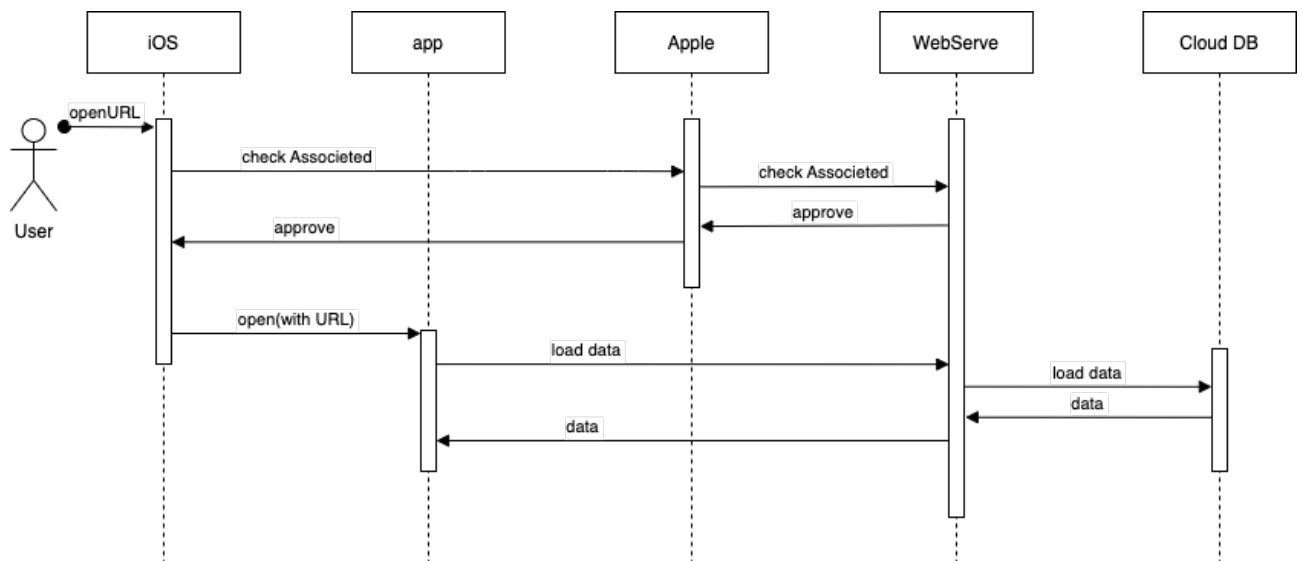 iOS
app
Apple
WebServe
Cloud DB
openURL
check Associeted
check Associeted
approve
approve
User
open(with URL)
load data
load data
data
data